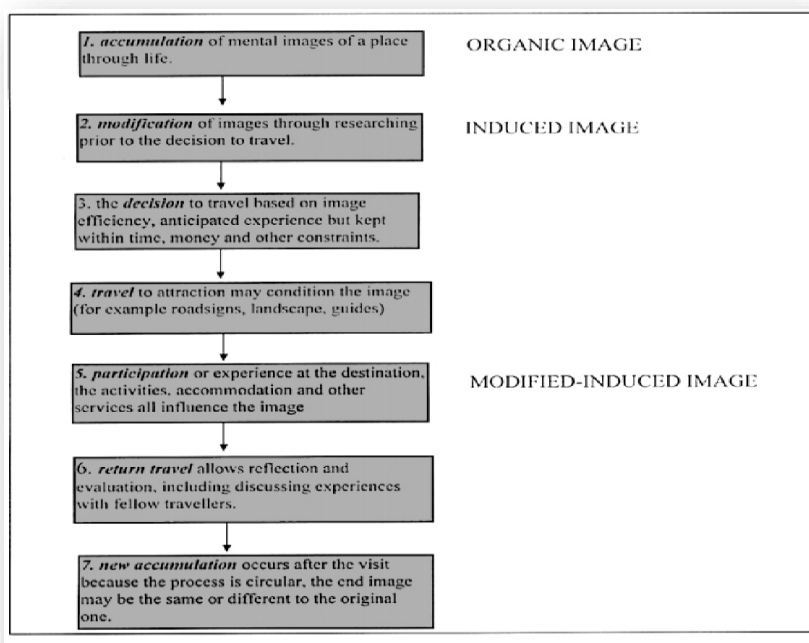 1. accumulation of mental images of a place
through life.
ORGANIC IMAGE
2. modification of images through researching
prior to the decision to travel.
INDUCED IMAGE
3. the decision to travel based on image
efficiency, anticipated experience but kept
within time, money and other constraints.
4. travel to attraction may condition the image
(for example roadsigns, landscape, guides)
5. participation or experience at the destination,
the activities, accommodation and other
services all influence the image
MODIFIED-INDUCED IMAGE
6. return travel allows reflection and
evaluation, including discussing experiences
with fellow travellers.
7. new accumulation occurs after the visit
because the process is circular, the end image
may be the same or different to the original
one.